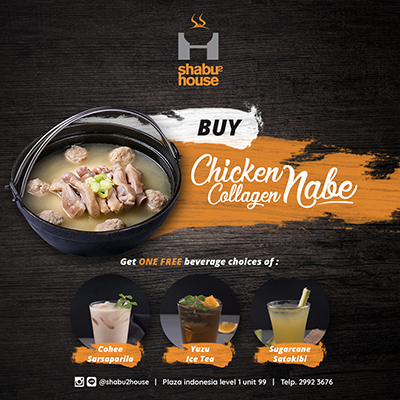 shabu2
house
BUY
Chicken
Collagen Nabe
Get ONE FREE beverage choices of :
Cohee
Sarsaparila
Yuzu
Ice Tea
Sugarcane
Satokibi
@shabu2house | Plaza indonesia level 1 unit 99 | Telp. 2992 3676